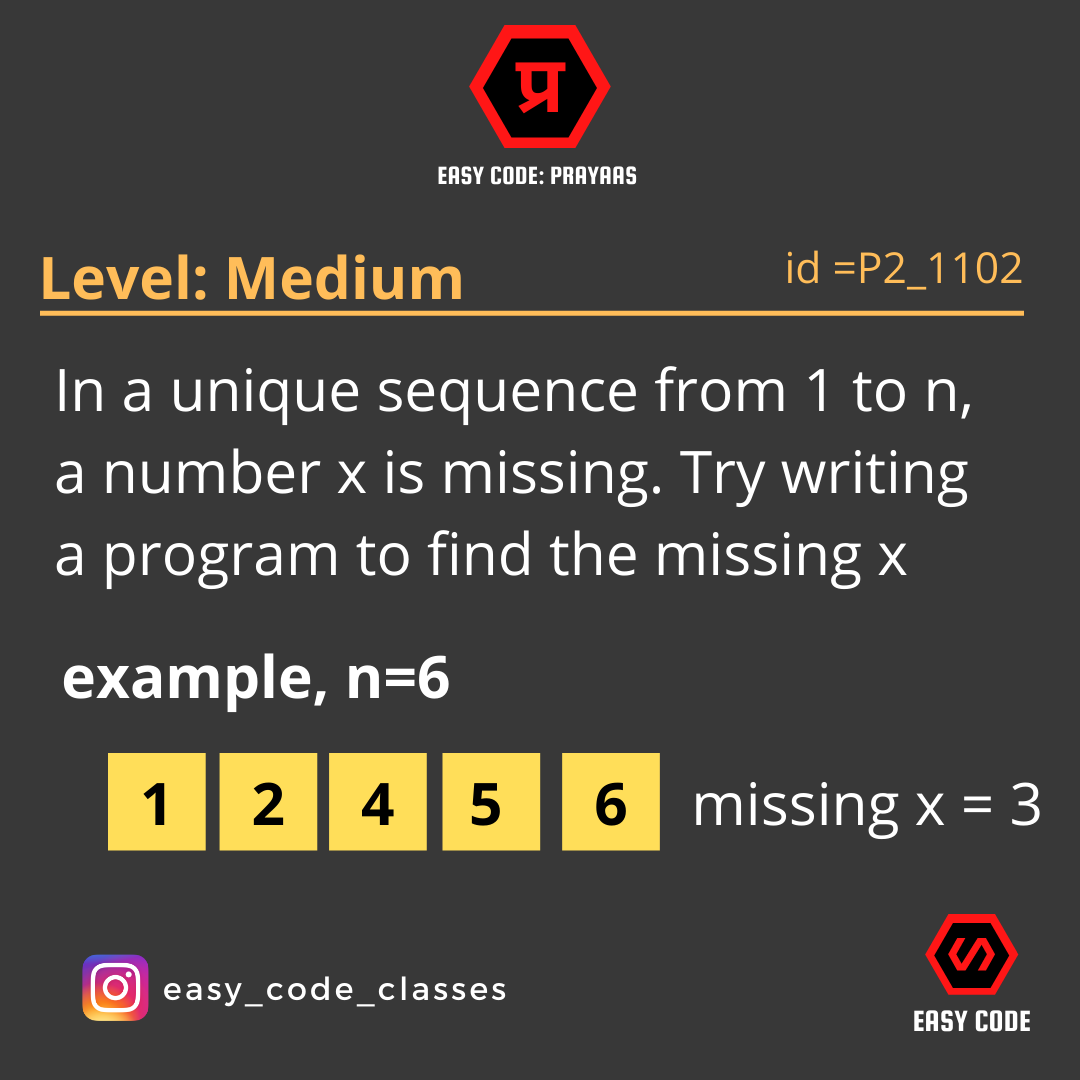 प्र
EASY CODE: PRAYAAS
Level: Medium
id =P2_1102
In a unique sequence from 1 to n,
a number x is missing. Try writing
a program to find the missing x
example, n=6
1 2 4 5 6 missing x = 3
easy_code_classes
EASY CODE